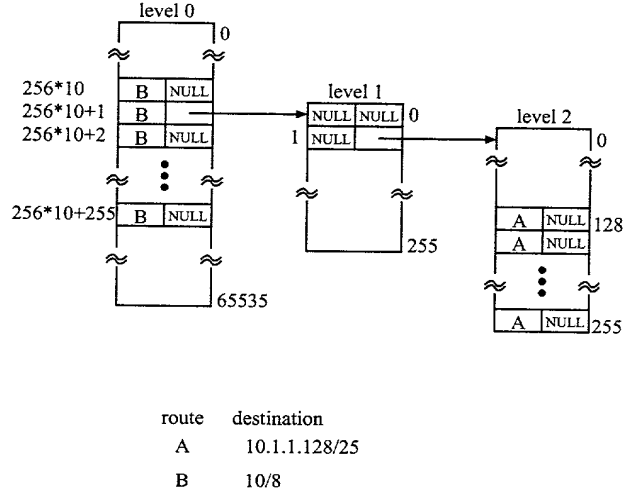 level 0
0
256*10 B NULL
256*10+1 B
256*10+2 B NULL
256*10+255 B NULL
65535
level 1
NULL NULL 0
1 NULL
255
level 2
0
A NULL 128
A NULL
A NULL 255
route destination
A 10.1.1.128/25
B 10/8